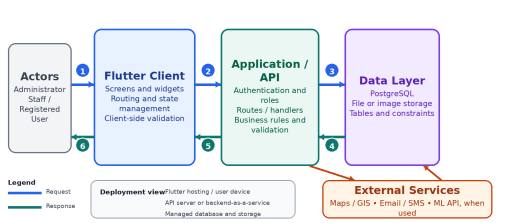 Actors
Administrator
Staff /
Registered
User
1
6
Flutter Client
Screens and widgets
Routing and state
management
Client-side validation
2
5
Application /
API
Authentication and
roles
Routes / handlers
Business rules and
validation
3
4
Data Layer
PostgreSQL
File or image storage
Tables and constraints
Legend
Request
Response
Deployment view
Flutter hosting / user device
API server or backend-as-a-service
Managed database and storage
External Services
Maps / GIS • Email / SMS • ML API, when
used